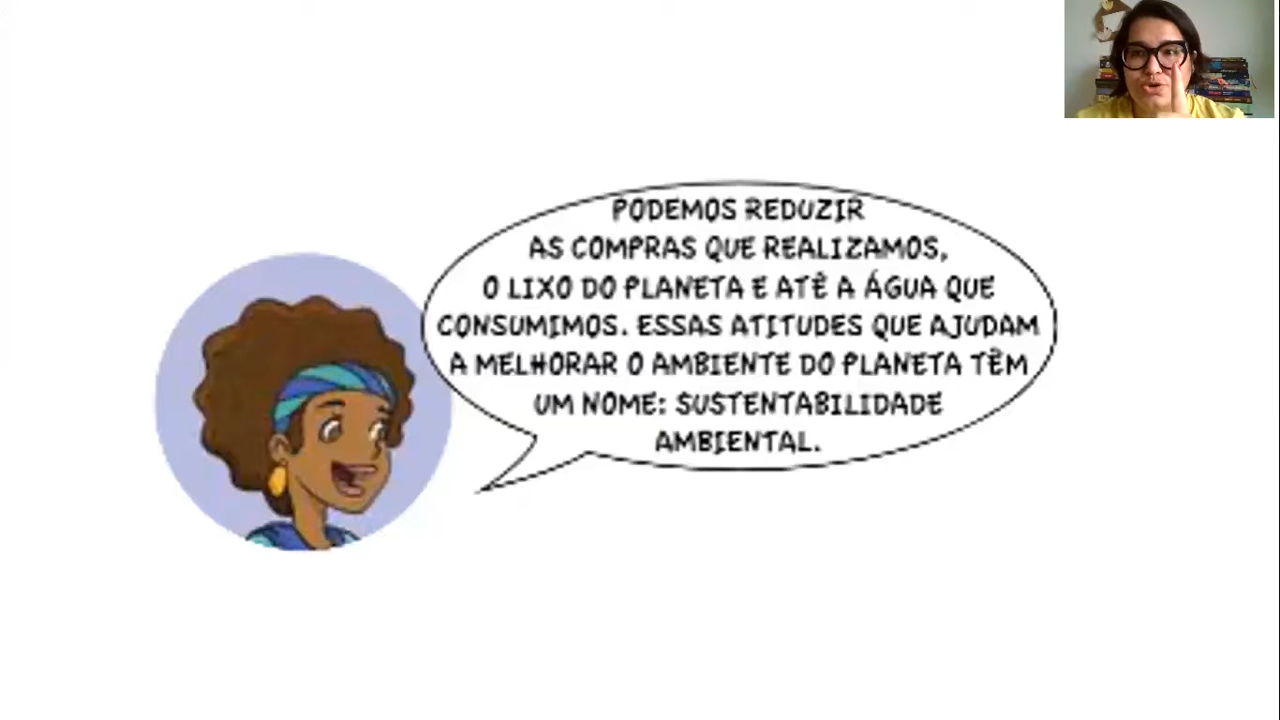 PODEMOS REDUZIR
AS COMPRAS QUE REALIZAMOS,
O LIXO DO PLANETA E ATÉ A ÁGUA QUE
CONSUMIMOS. ESSAS ATITUDES QUE AJUDAM
A MELHORAR O AMBIENTE DO PLANETA TÊM
UM NOME: SUSTENTABILIDADE
AMBIENTAL.